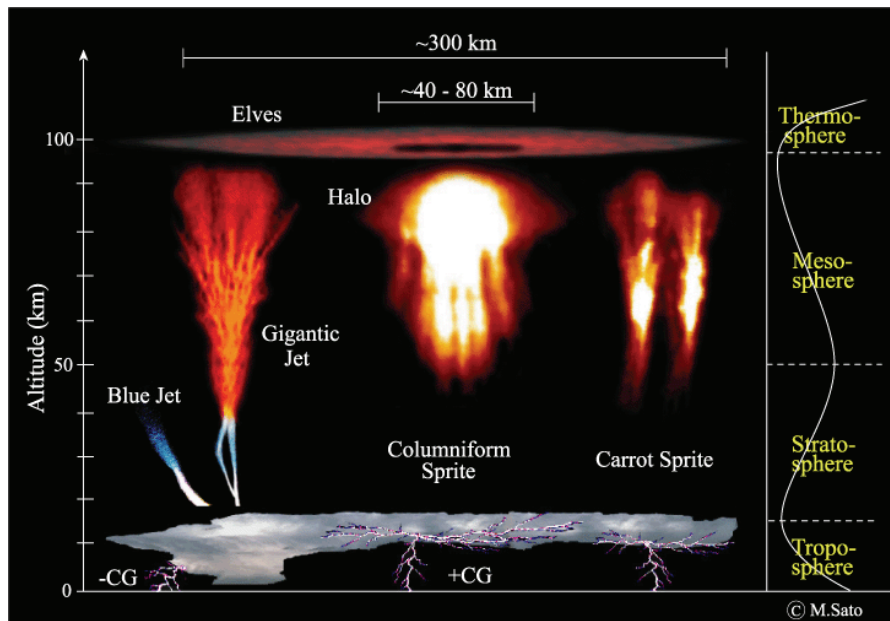 ~300 km
~40 - 80 km
Elves
Thermo-
sphere
100
Halo
Meso-
sphere
Altitude (km)
Gigantic
Jet
50
Blue Jet
Columniform
Sprite
Carrot Sprite
Strato-
sphere
-CG
+CG
Tropo-
sphere
0
© M.Sato